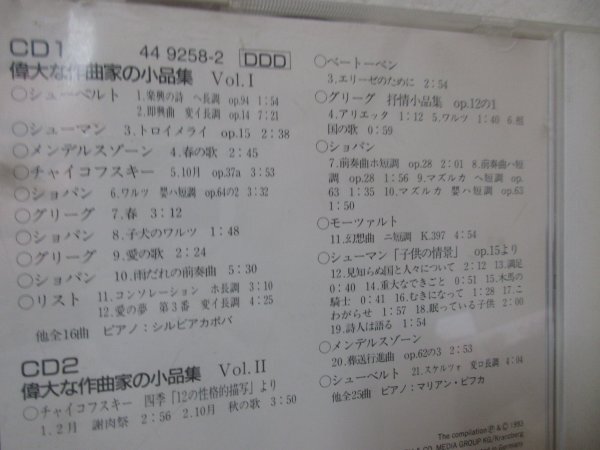 CD1 44 9258-2 DDD
偉大な作曲家の小品集 Vol.I
○シューベルト 1.楽興の詩 ヘ長調 op.94 1:54
2.即興曲 変イ長調 op.14 7:21
○シューマン 3.トロイメライ op.15 2:38
○メンデルスゾーン 4.春の歌 2:45
○チャイコフスキー 5.10月 op.37a 3:53
○ショパン 6.ワルツ 嬰ハ短調 op.64の2 3:32
○グリーグ 7.春 3:12
○ショパン 8.子犬のワルツ 1:48
○グリーグ 9.愛の歌 2:24
○ショパン 10.雨だれの前奏曲 5:30
○リスト 11.コンソレーション ホ長調 3:10
12.愛の夢 第3番 変イ長調 4:25
他全16曲 ピアノ:シルビアカポバ
CD2
偉大な作曲家の小品集 Vol.II
○チャイコフスキー 四季「12の性格的描写」より
1.2月 謝肉祭 2:56 2.10月 秋の歌 3:50
○ベートーベン
3.エリーゼのために 2:54
○グリーグ 抒情小品集 op.12の1
4.アリエッタ 1:12 5.ワルツ 1:40 6.祖
国の歌 0:59
○ショパン
7.前奏曲ホ短調 op.28 2:01 8.前奏曲ハ短
調 op.28 1:56 9.マズルカ ヘ短調 op.
63 1:35 10.マズルカ 嬰ハ短調 op.63
1:50
○モーツァルト
11.幻想曲 ニ短調 K.397 4:54
○シューマン「子供の情景」 op.15より
12.見知らぬ国と人々について 2:12 13.満足
0:40 14.重大なできごと 0:51 15.木馬の
騎士 0:41 16.むきになって 1:28 17.こ
わがらせ 1:57 18.眠っている子供 2:00
19.詩人は語る 1:54
○メンデルスゾーン
20.葬送行進曲 op.62の3 2:53
○シューベルト 21.スケルツォ 変ロ長調 4:04
他全25曲 ピアノ:マリアン・ピフカ
The compilation Ⓟ & © 1993
& CO. MEDIA GROUP KG/Kranzberg
in Germany